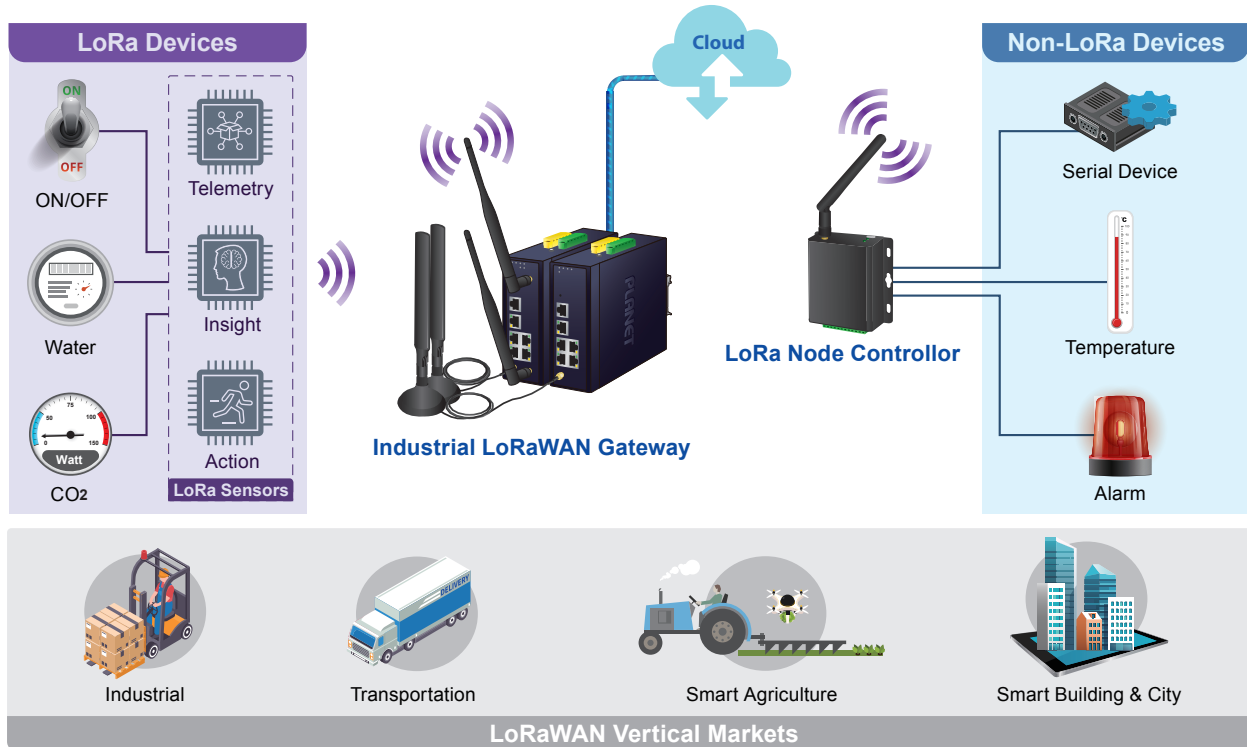 LoRa Devices
ON
OFF
ON/OFF
Water
50
75
100
0
150
Watt
CO2
Telemetry
Insight
Action
LoRa Sensors
Cloud
PLANET
Industrial LoRaWAN Gateway
LoRa Node Controllor
Non-LoRa Devices
Serial Device
°C
Temperature
Alarm
DELIVERY
Industrial
Transportation
Smart Agriculture
Smart Building & City
LoRaWAN Vertical Markets